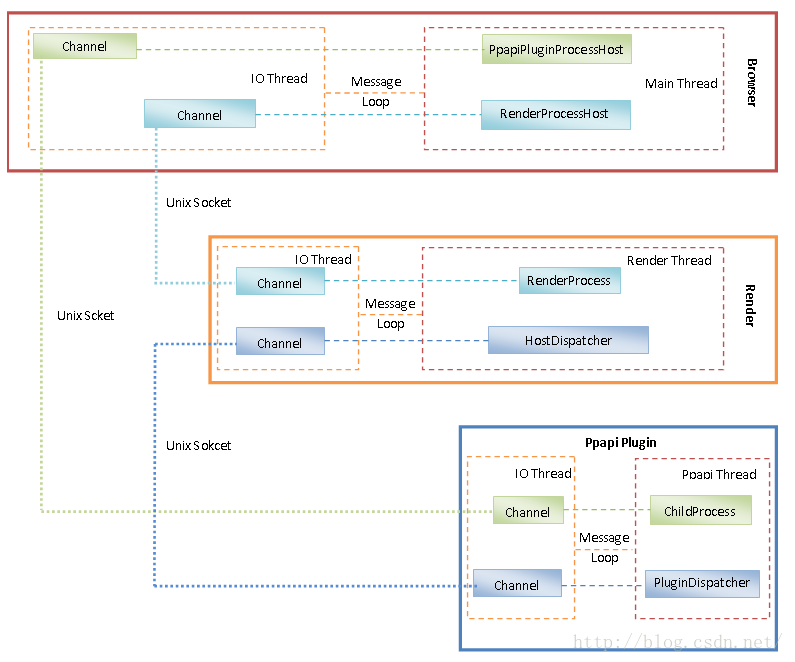 Channel
PpapiPluginProcessHost
IO Thread
Message
Loop
Main Thread
Browser
Channel
RenderProcessHost
Unix Socket
IO Thread
Render Thread
Channel
RenderProcess
Message
Loop
Render
Unix Scket
Channel
HostDispatcher
Unix Sokcet
Ppapi Plugin
IO Thread
Ppapi Thread
Channel
ChildProcess
Message
Loop
Channel
PluginDispatcher
http://blog.csdn.net/